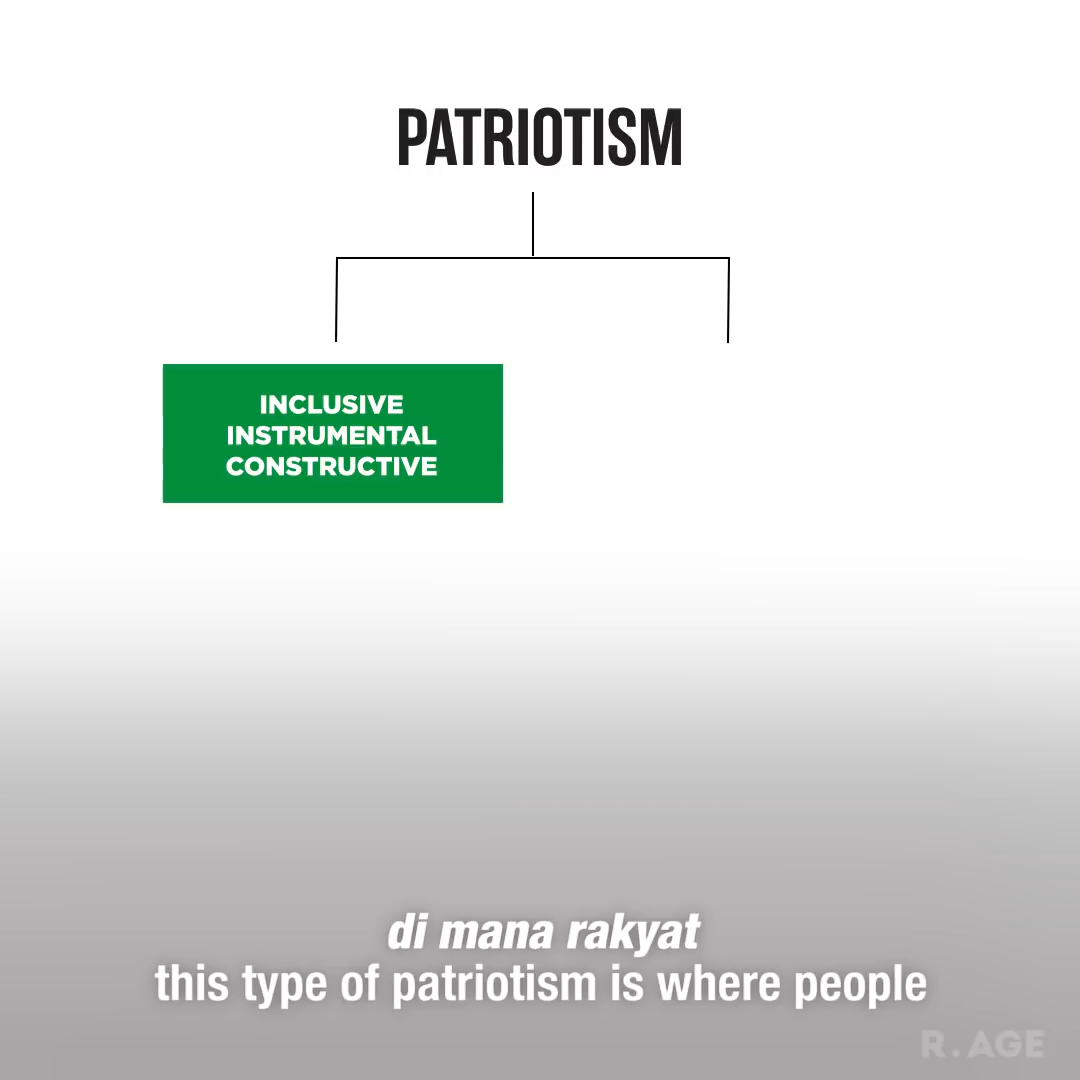 PATRIOTISM
INCLUSIVE
INSTRUMENTAL
CONSTRUCTIVE
di mana rakyat
this type of patriotism is where people
R.AGE